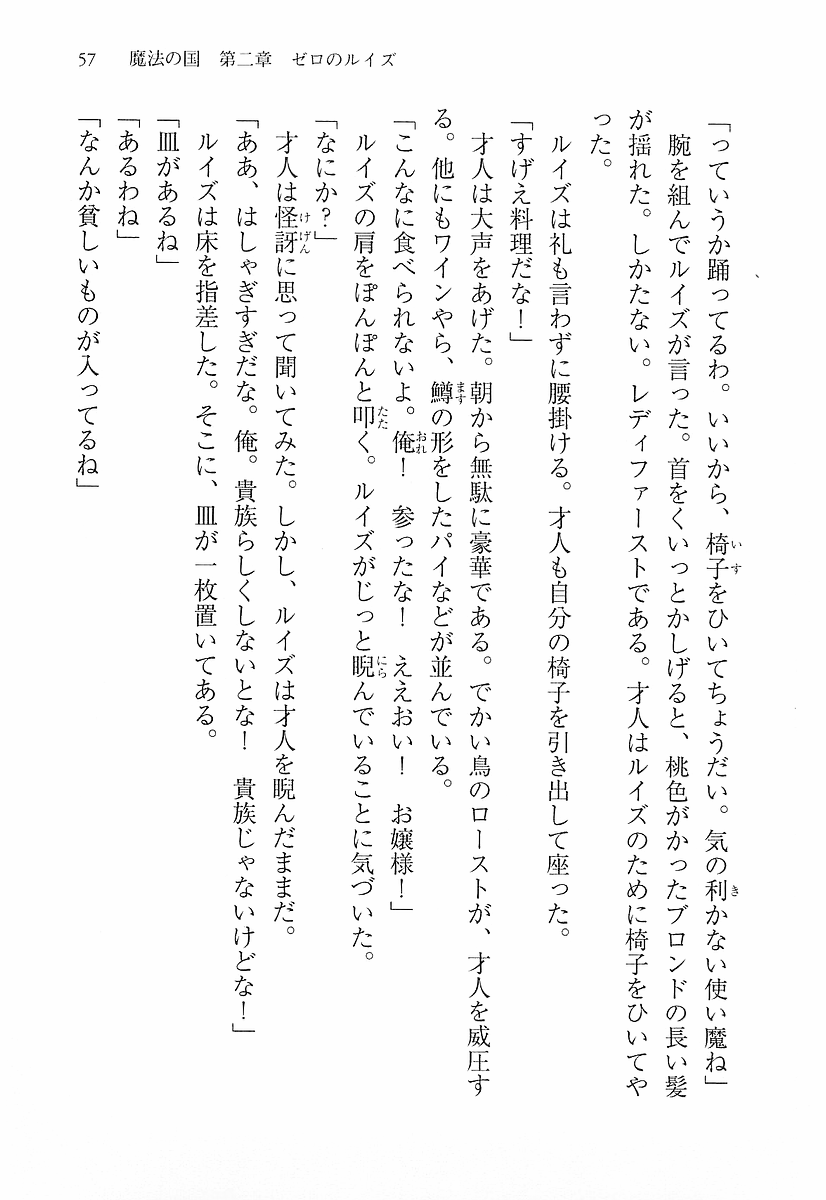 57　魔法の国　第二章　ゼロのルイズ
「っていうか踊ってるわ。いいから、椅子をひいてちょうだい。気の利かない使い魔ね」
　腕を組んでルイズが言った。首をくいっとかしげると、桃色がかったブロンドの長い髪
が揺れた。しかたない。レディファーストである。才人はルイズのために椅子をひいてや
った。
　ルイズは礼も言わずに腰掛ける。才人も自分の椅子を引き出して座った。
「すげえ料理だな！」
　才人は大声をあげた。朝から無駄に豪華である。でかい鳥のローストが、才人を威圧す
る。他にもワインやら、鱒の形をしたパイなどが並んでいる。
「こんなに食べられないよ。俺！　参ったな！　ええおい！　お嬢様！」
　ルイズの肩をぽんぽんと叩く。ルイズがじっと睨んでいることに気づいた。
「なにか？」
　才人は怪訝に思って聞いてみた。しかし、ルイズは才人を睨んだままだ。
「ああ、はしゃぎすぎだな。俺。貴族らしくしないとな！　貴族じゃないけどな！」
　ルイズは床を指差した。そこに、皿が一枚置いてある。
「皿があるね」
「あるわね」
「なんか貧しいものが入ってるね」